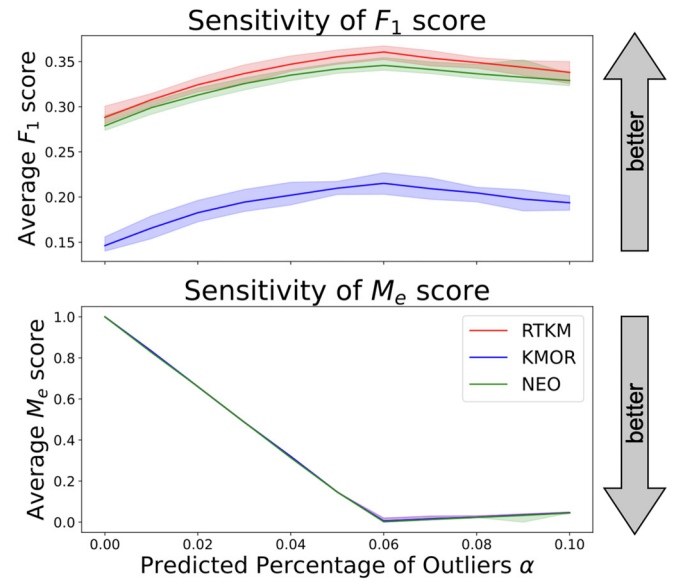 Sensitivity of F₁ score
Average F₁ score
0.35
0.30
0.25
0.20
0.15
better
Sensitivity of Mₑ score
Average Mₑ score
1.0
0.8
0.6
0.4
0.2
0.0
RTKM
KMOR
NEO
better
0.00 0.02 0.04 0.06 0.08 0.10
Predicted Percentage of Outliers α